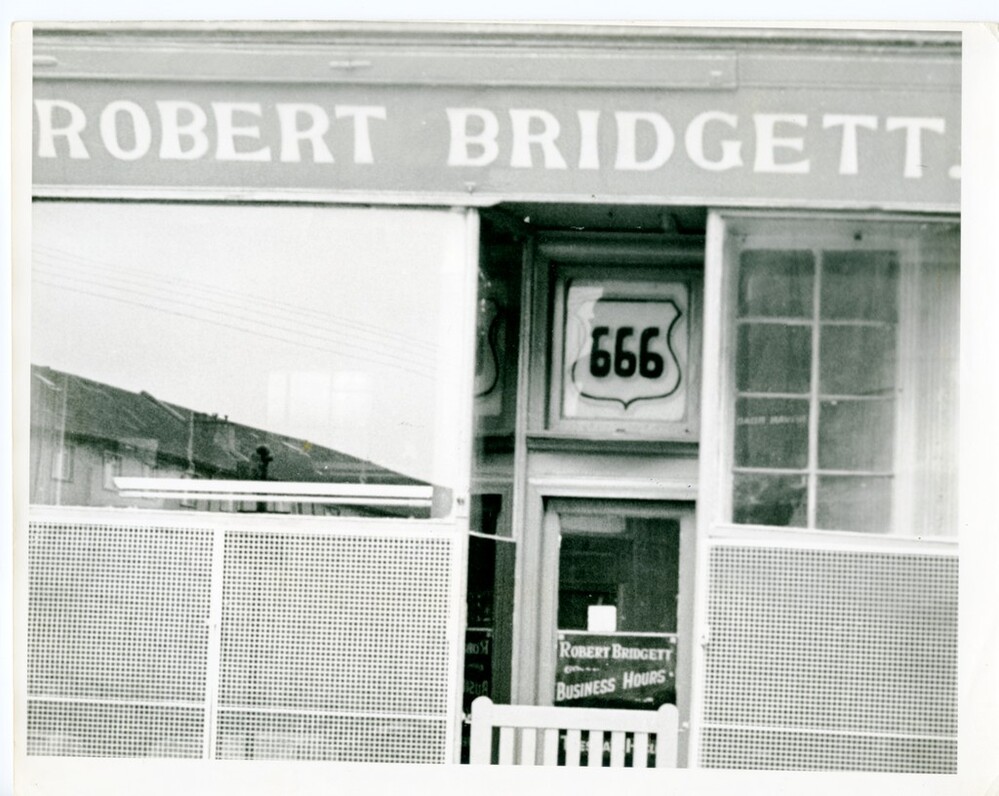 ROBERT BRIDGETT.
666
ROBERT BRIDGETT
BUSINESS HOURS